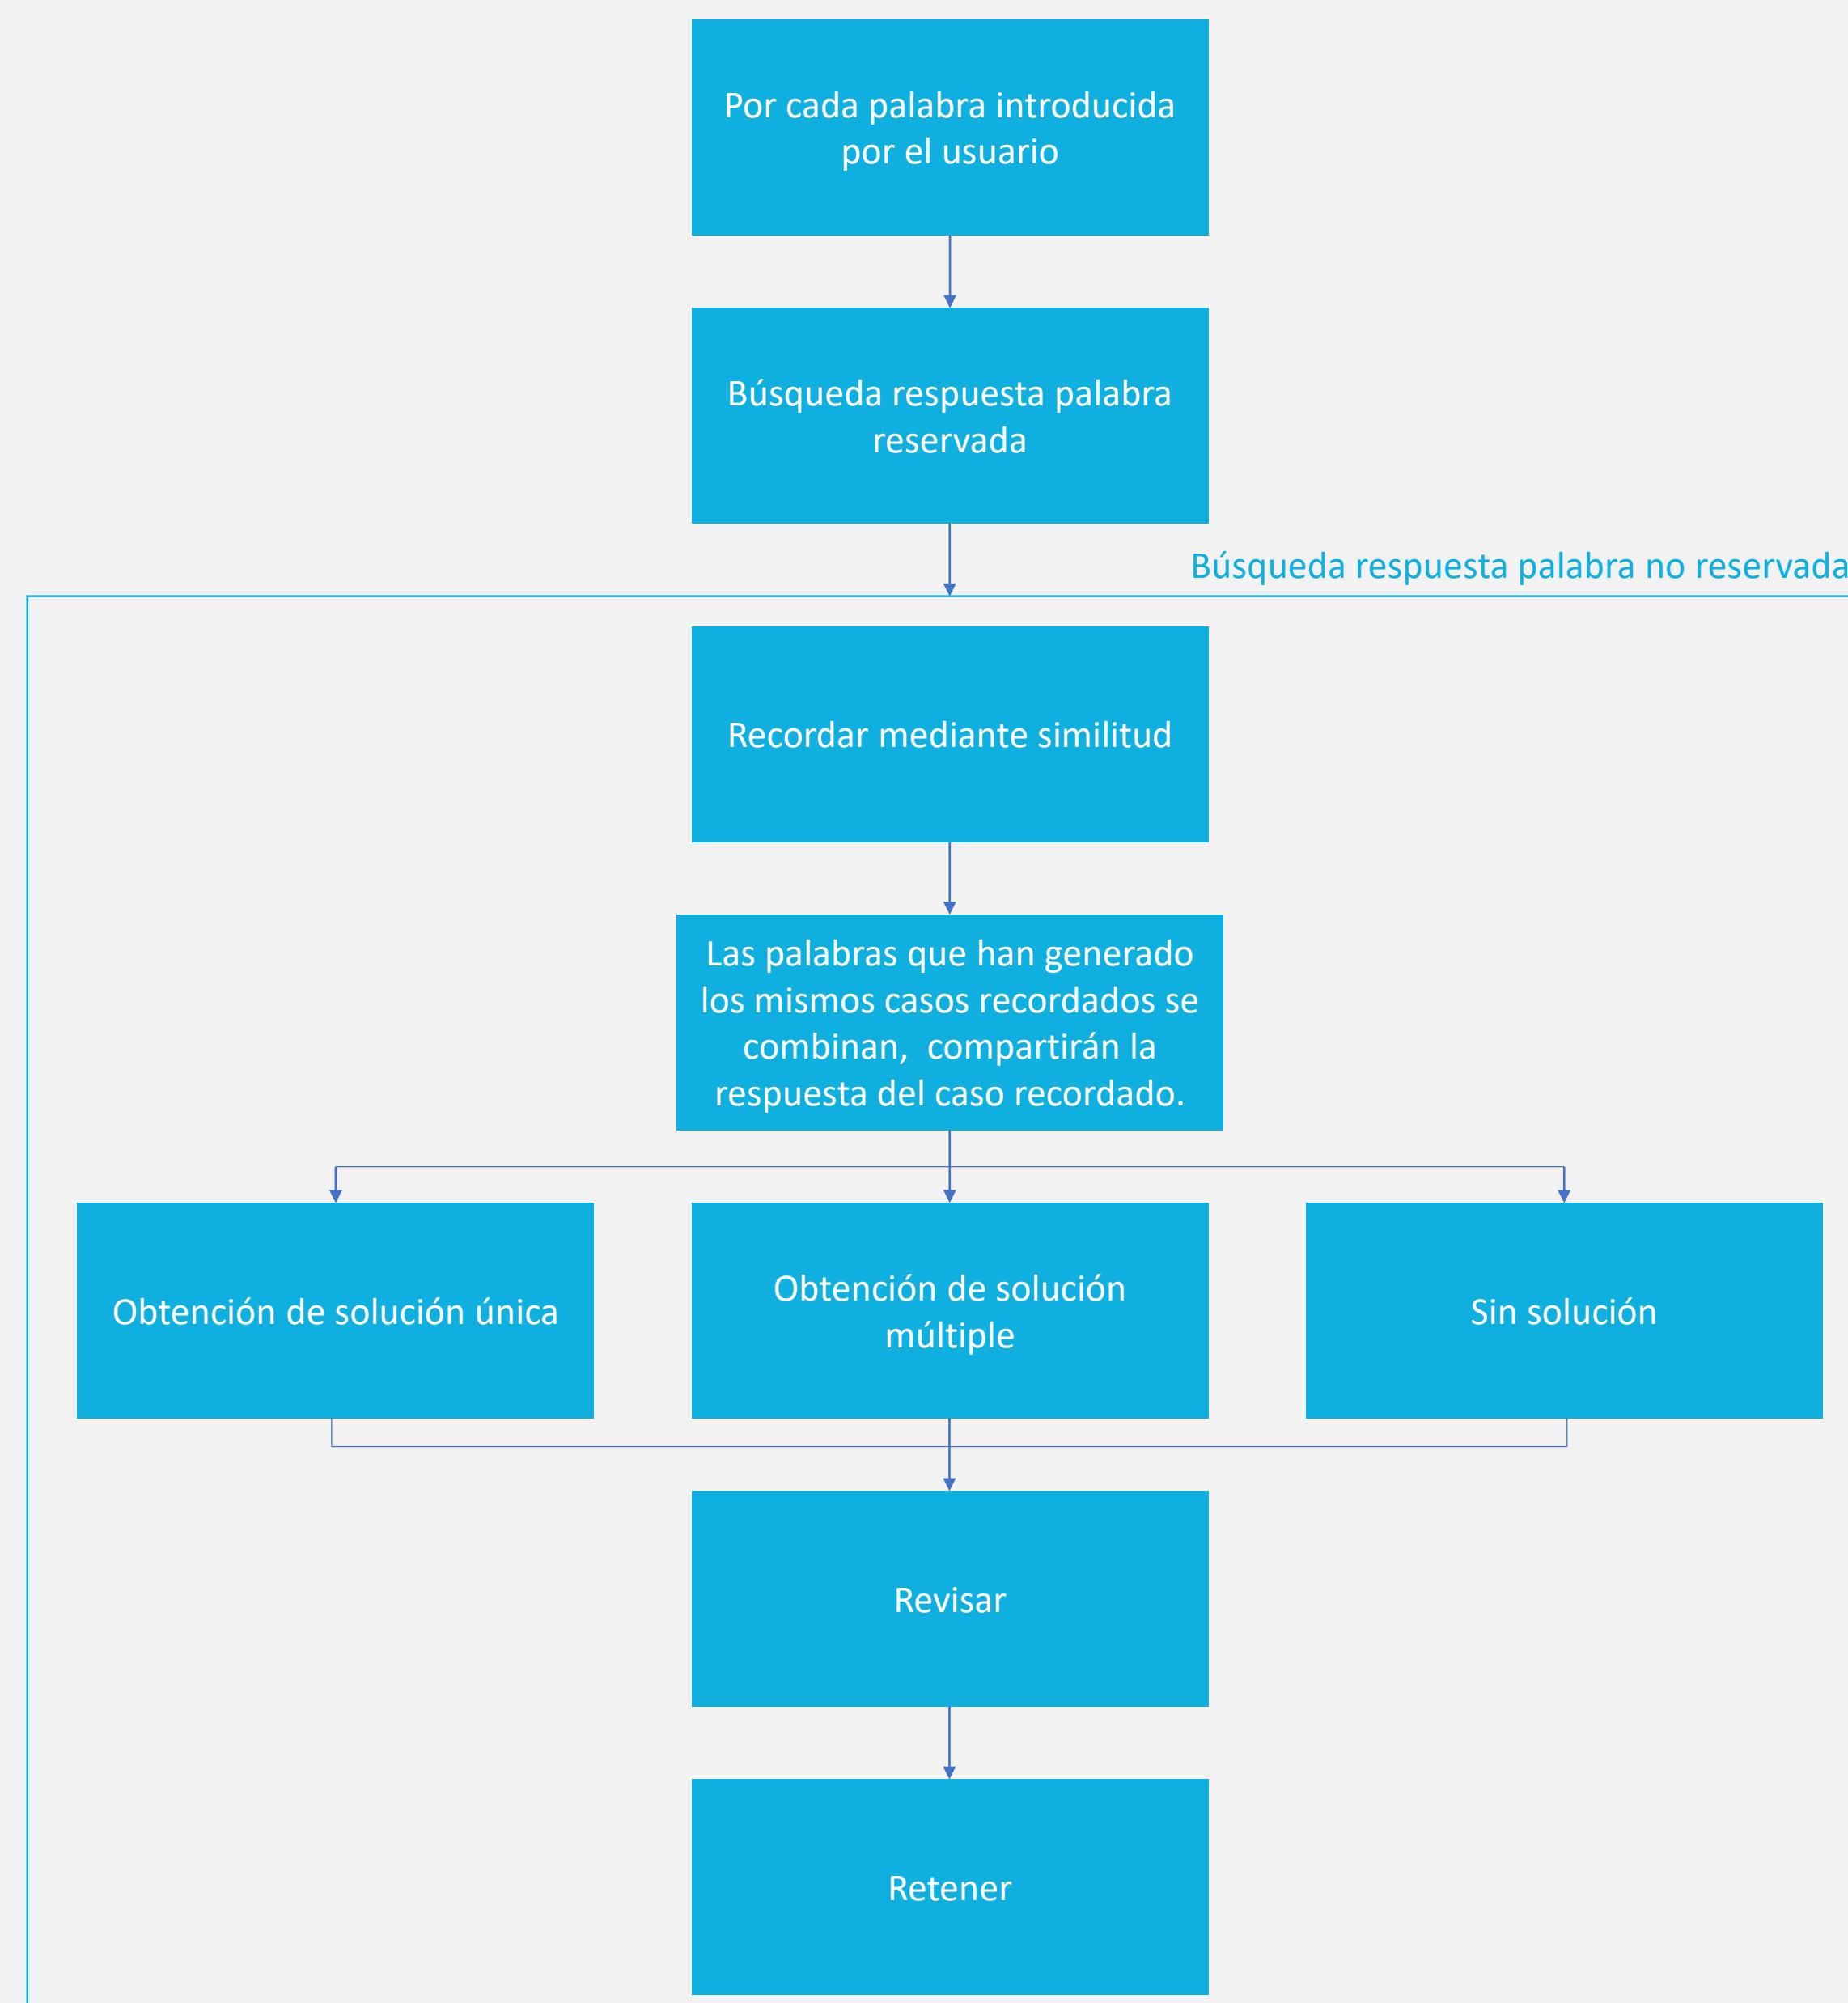 Por cada palabra introducida
por el usuario
Búsqueda respuesta palabra
reservada
Búsqueda respuesta palabra no reservada
Recordar mediante similitud
Las palabras que han generado
los mismos casos recordados se
combinan,  compartirán la
respuesta del caso recordado.
Obtención de solución única
Obtención de solución
múltiple
Sin solución
Revisar
Retener